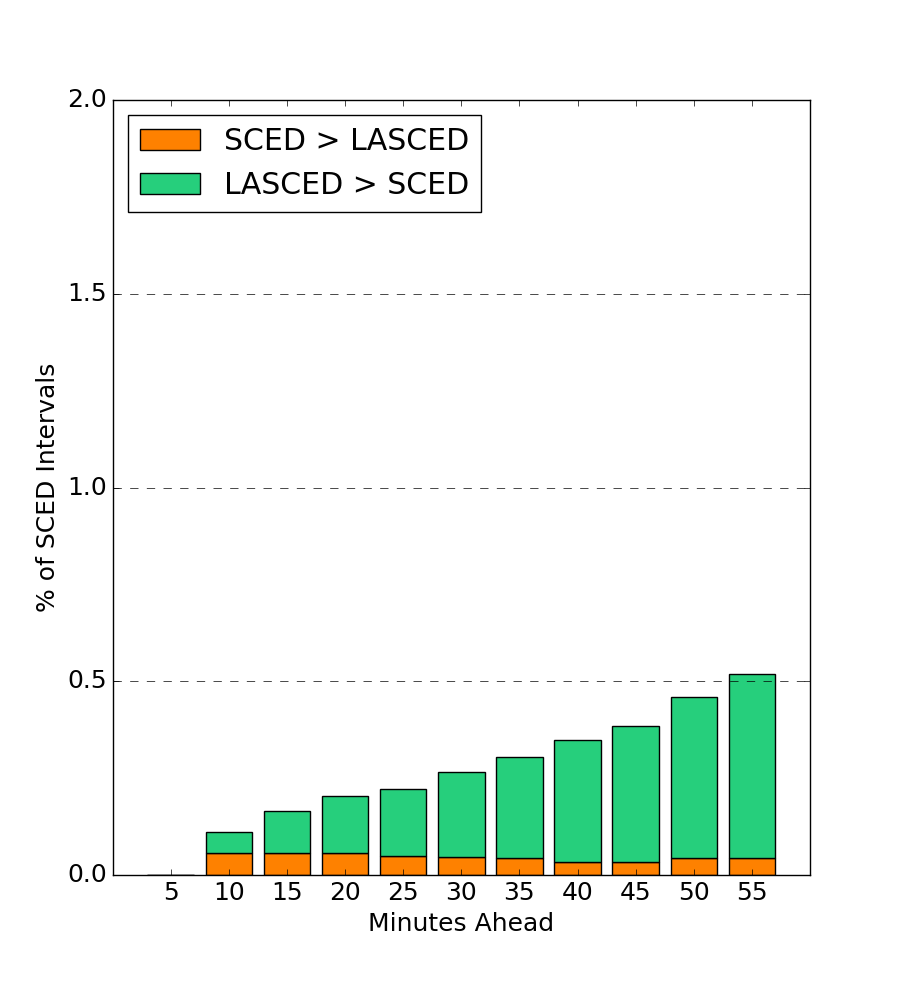 2.0
SCED > LASCED
LASCED > SCED
1.5
1.0
0.5
0.0
% of SCED Intervals
5 10 15 20 25 30 35 40 45 50 55
Minutes Ahead